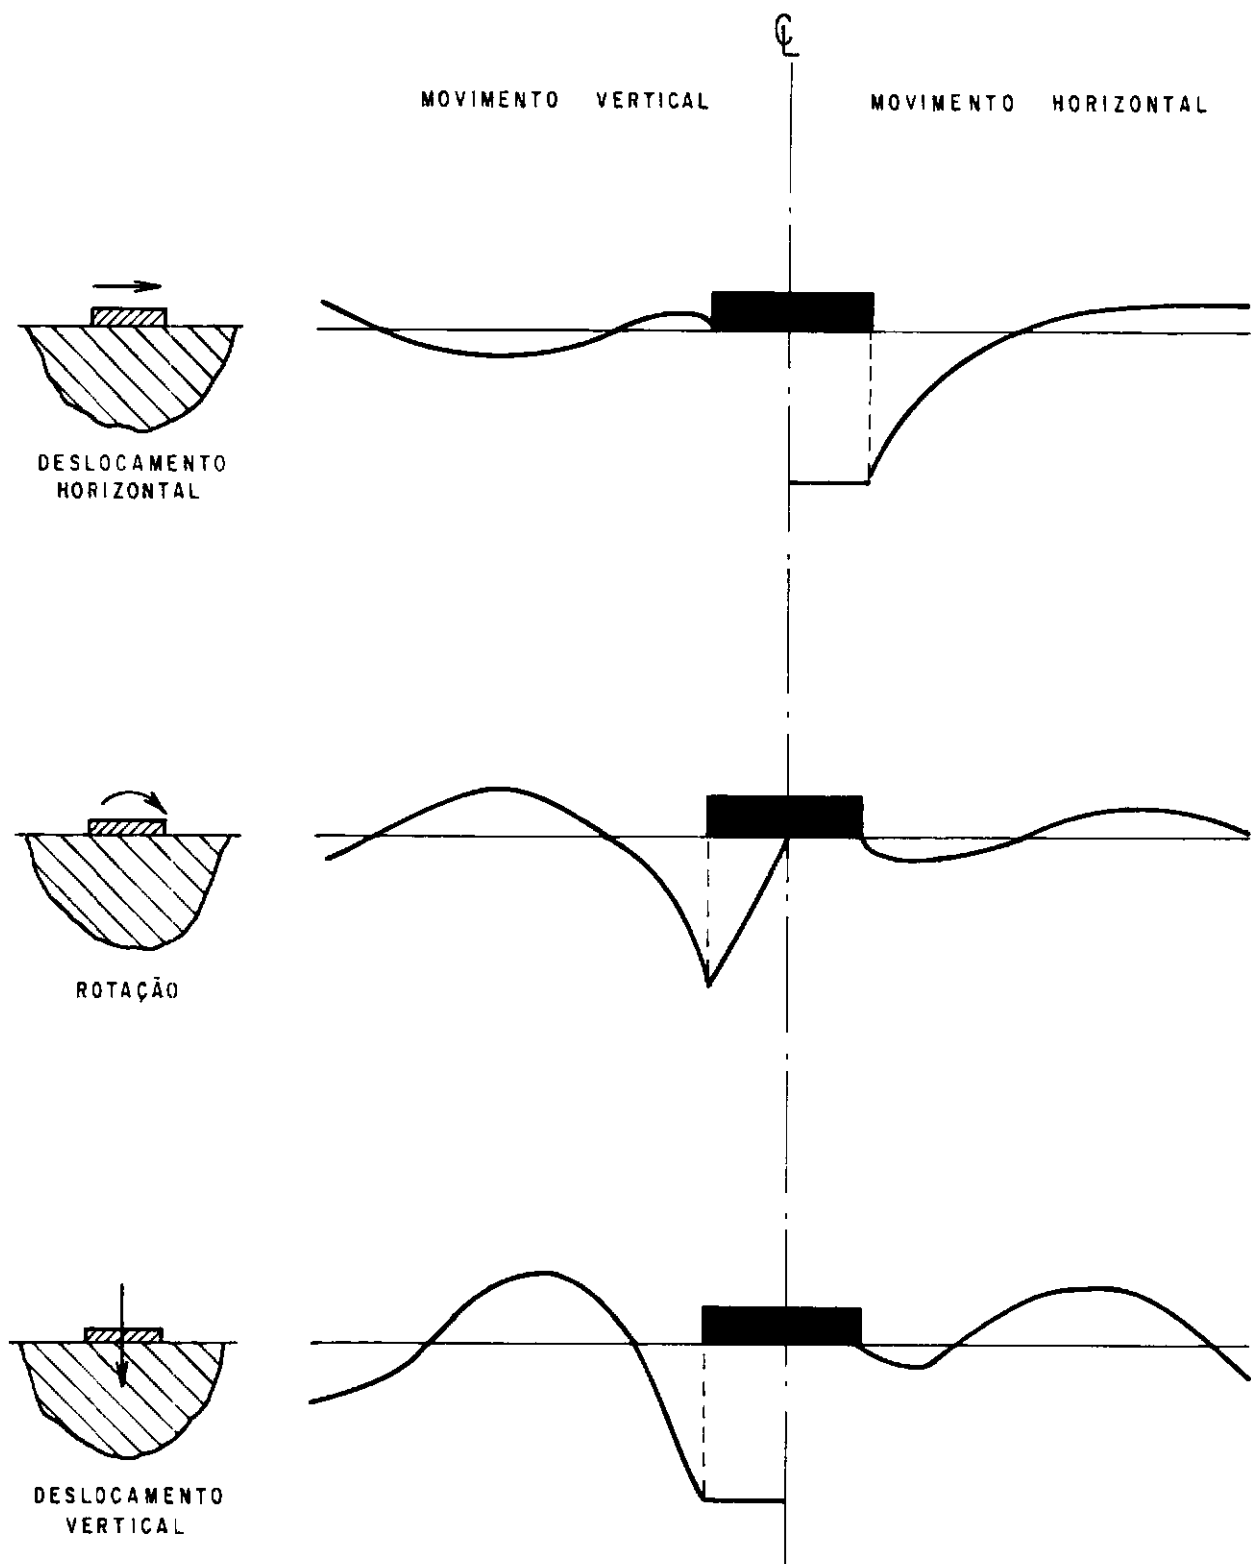 ℄
MOVIMENTO VERTICAL
MOVIMENTO HORIZONTAL
DESLOCAMENTO
HORIZONTAL
ROTAÇÃO
DESLOCAMENTO
VERTICAL